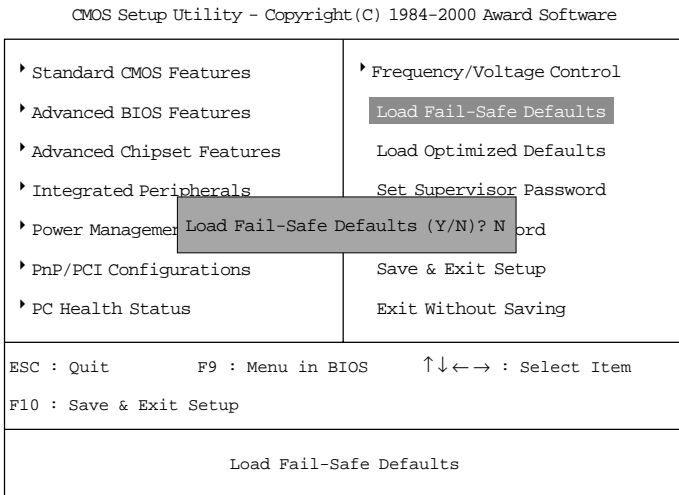 CMOS Setup Utility - Copyright(C) 1984-2000 Award Software
Standard CMOS Features
Advanced BIOS Features
Advanced Chipset Features
Integrated Peripherals
Power Managemen
PnP/PCI Configurations
PC Health Status
Frequency/Voltage Control
Load Fail-Safe Defaults
Load Optimized Defaults
Set Supervisor Password
ord
Save & Exit Setup
Exit Without Saving
Load Fail-Safe Defaults (Y/N)? N
ESC : Quit F9 : Menu in BIOS ↑↓←→ : Select Item
F10 : Save & Exit Setup
Load Fail-Safe Defaults